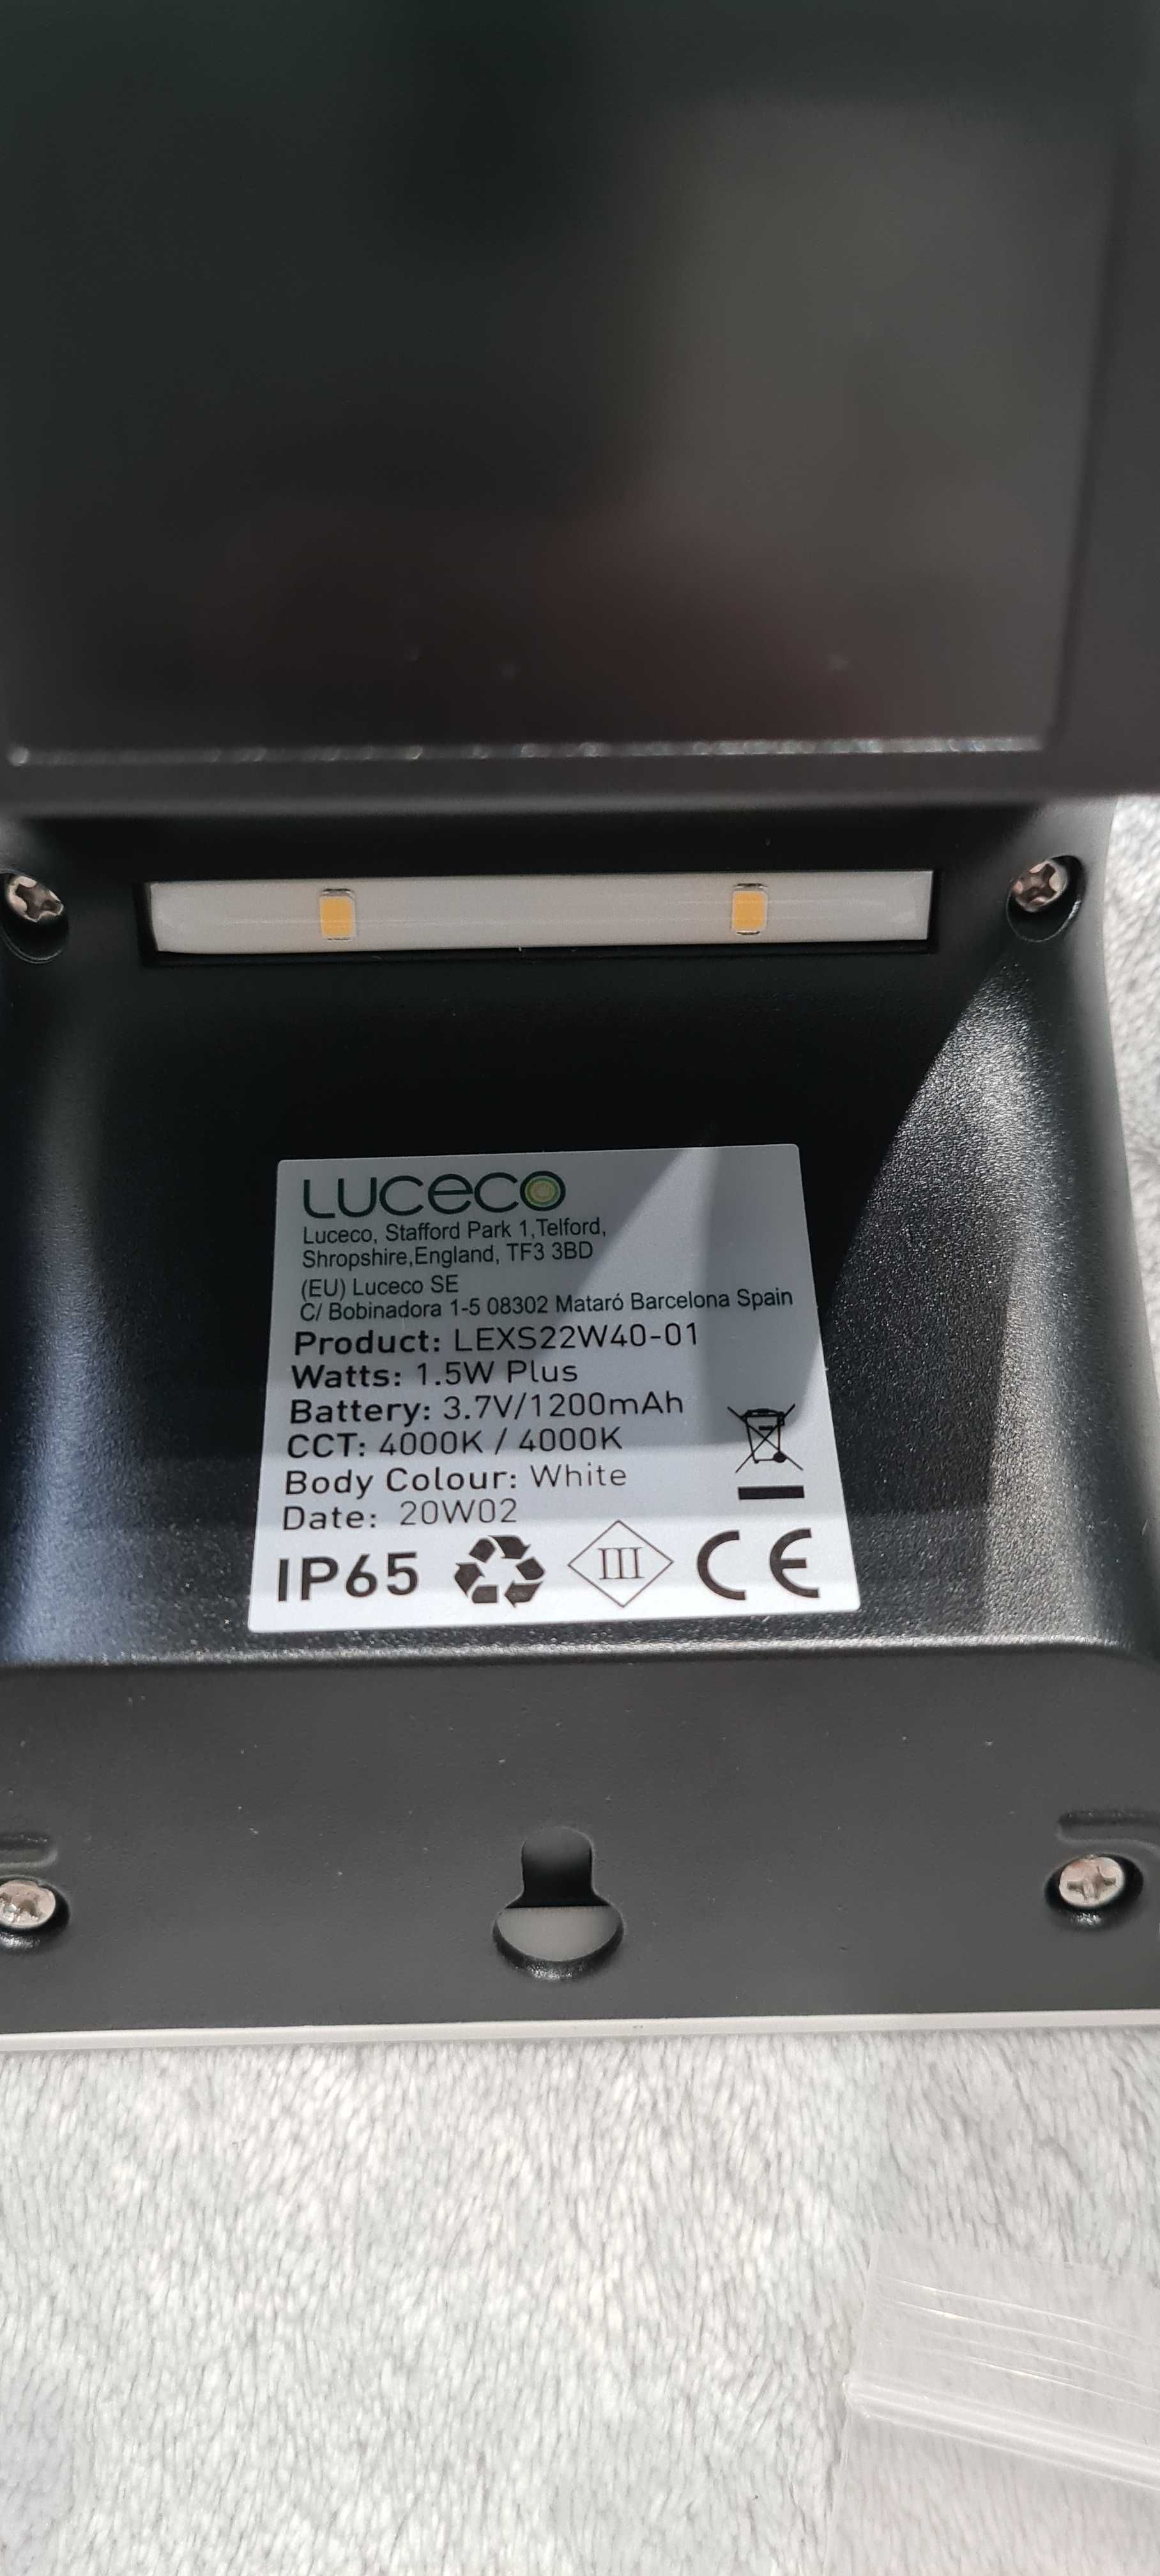 LUCECO
Luceco, Stafford Park 1,Telford,
Shropshire,England, TF3 3BD
(EU) Luceco SE
C/ Bobinadora 1-5 08302 Mataró Barcelona Spain
Product: LEXS22W40-01
Watts: 1.5W Plus
Battery: 3.7V/1200mAh
CCT: 4000K / 4000K
Body Colour: White
Date: 20W02
IP65 III CE